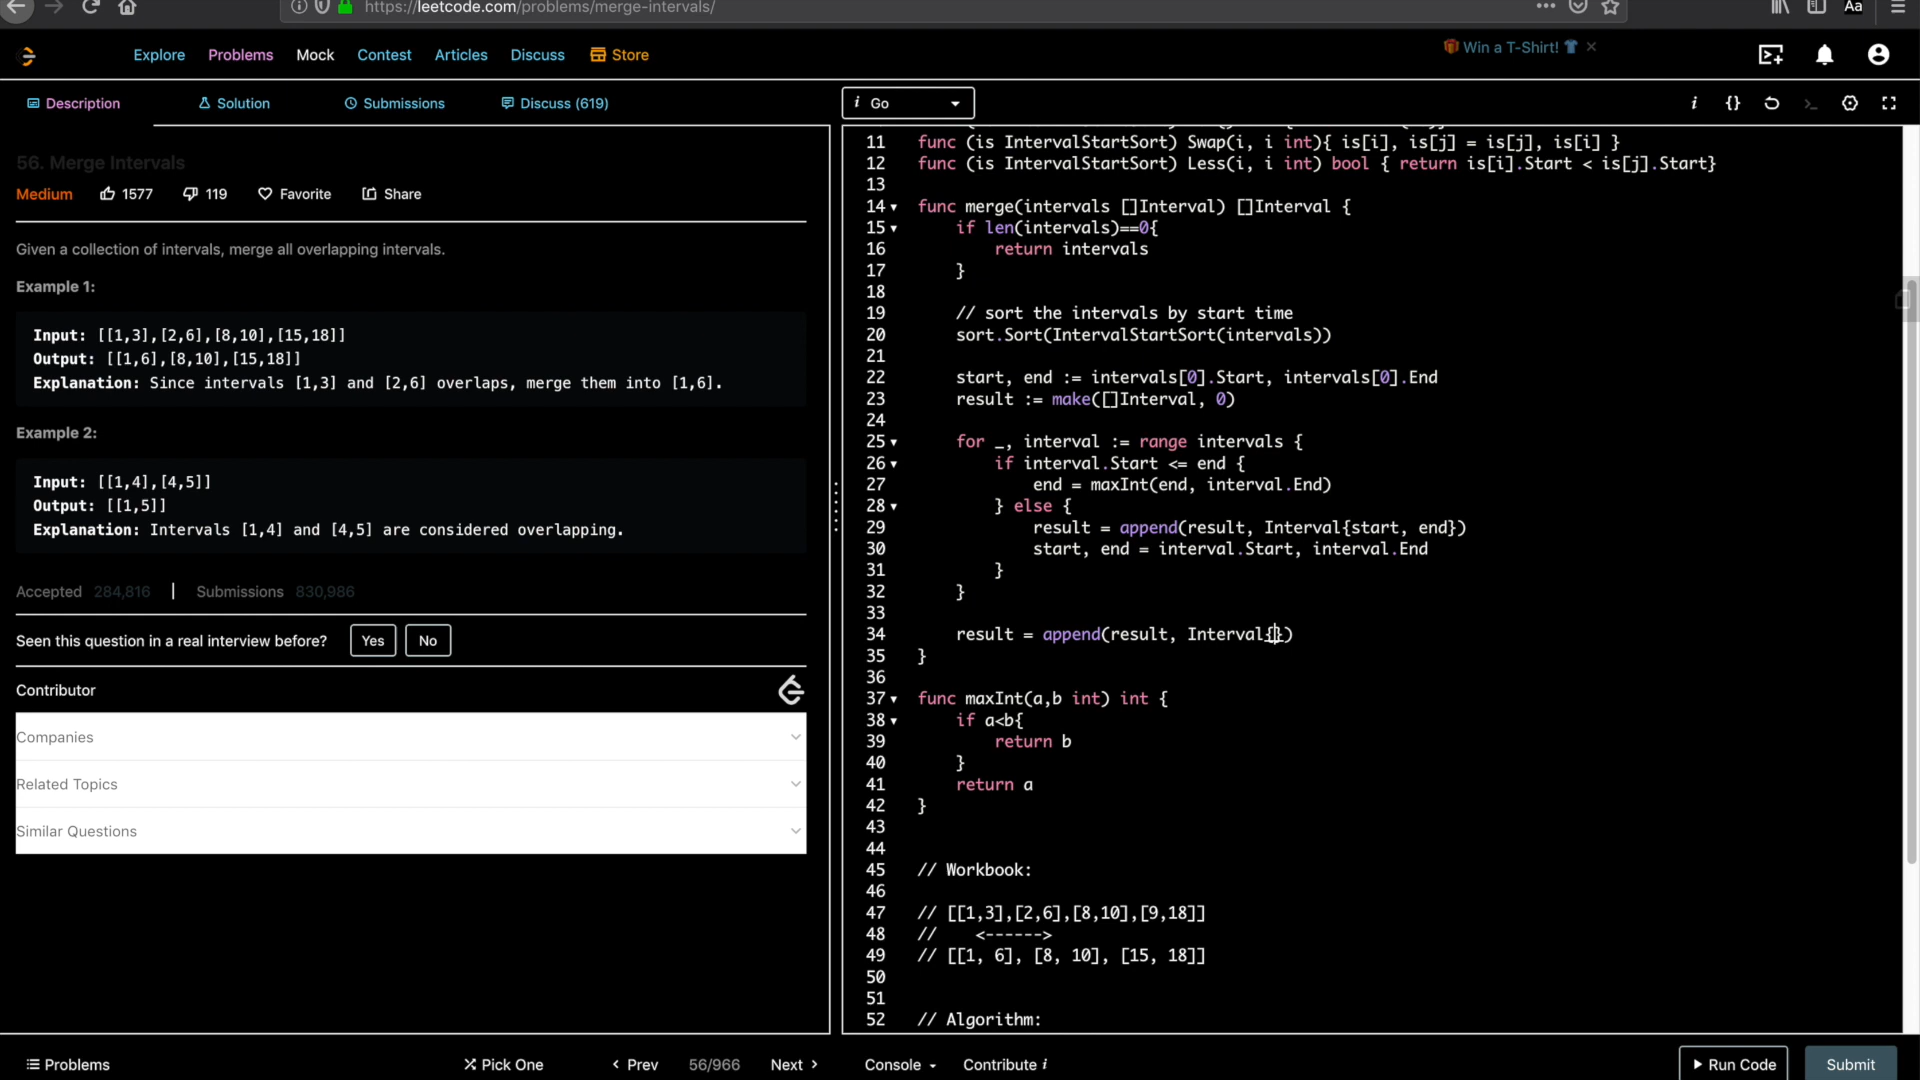 https://leetcode.com/problems/merge-intervals/
Aa
Explore Problems Mock Contest Articles Discuss Store
Win a T-Shirt!
Description Solution Submissions Discuss (619)
56. Merge Intervals
Medium 1577 119 Favorite Share
Given a collection of intervals, merge all overlapping intervals.
Example 1:
Input: [[1,3],[2,6],[8,10],[15,18]]
Output: [[1,6],[8,10],[15,18]]
Explanation: Since intervals [1,3] and [2,6] overlaps, merge them into [1,6].
Example 2:
Input: [[1,4],[4,5]]
Output: [[1,5]]
Explanation: Intervals [1,4] and [4,5] are considered overlapping.
Accepted 284,816 | Submissions 830,986
Seen this question in a real interview before? Yes No
Contributor
Companies
Related Topics
Similar Questions
Problems Pick One Prev 56/966 Next
i Go
i {} >_
11 func (is IntervalStartSort) Swap(i, i int){ is[i], is[j] = is[j], is[i] }
12 func (is IntervalStartSort) Less(i, i int) bool { return is[i].Start < is[j].Start}
13
14 func merge(intervals []Interval) []Interval {
15 if len(intervals)==0{
16 return intervals
17 }
18
19 // sort the intervals by start time
20 sort.Sort(IntervalStartSort(intervals))
21
22 start, end := intervals[0].Start, intervals[0].End
23 result := make([]Interval, 0)
24
25 for _, interval := range intervals {
26 if interval.Start <= end {
27 end = maxInt(end, interval.End)
28 } else {
29 result = append(result, Interval{start, end})
30 start, end = interval.Start, interval.End
31 }
32 }
33
34 result = append(result, Interval{})
35 }
36
37 func maxInt(a,b int) int {
38 if a<b{
39 return b
40 }
41 return a
42 }
43
44
45 // Workbook:
46
47 // [[1,3],[2,6],[8,10],[9,18]]
48 // <------>
49 // [[1, 6], [8, 10], [15, 18]]
50
51
52 // Algorithm:
Console Contribute i Run Code Submit